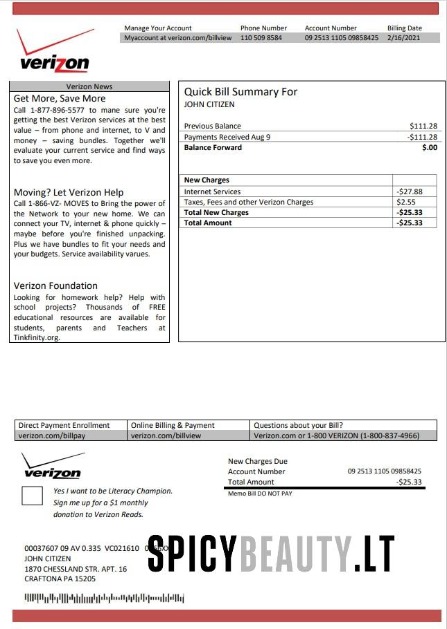 Manage Your Account Phone Number Account Number Billing Date
Myaccount at verizon.com/billview 110 509 8584 09 2513 1105 09858425 2/16/2021
verizon
Verizon News
Get More, Save More
Call 1-877-896-5577 to mane sure you're
getting the best Verizon services at the best
value – from phone and internet, to V and
money – saving bundles. Together we'll
evaluate your current service and find ways
to save you even more.
Moving? Let Verizon Help
Call 1-866-VZ- MOVES to Bring the power of
the Network to your new home. We can
connect your TV, internet & phone quickly –
maybe before you're finished unpacking.
Plus we have bundles to fit your needs and
your budgets. Service availability varues.
Verizon Foundation
Looking for homework help? Help with
school projects? Thousands of FREE
educational resources are available for
students, parents and Teachers at
Tinkfinity.org.
Quick Bill Summary For
JOHN CITIZEN
Previous Balance $111.28
Payments Received Aug 9 -$111.28
Balance Forward $.00
New Charges
Internet Services -$27.88
Taxes, Fees and other Verizon Charges $2.55
Total New Charges -$25.33
Total Amount -$25.33
Direct Payment Enrollment Online Billing & Payment Questions about your Bill?
verizon.com/billpay verizon.com/billview Verizon.com or 1-800 VERIZON (1-800-837-4966)
verizon
Yes I want to be Literacy Champion.
Sign me up for a $1 monthly
donation to Verizon Reads.
New Charges Due
Account Number 09 2513 1105 09858425
Total Amount -$25.33
Memo Bill DO NOT PAY
00037607 09 AV 0.335 VC021610
JOHN CITIZEN
1870 CHESSLAND STR. APT. 16
CRAFTONA PA 15205
SPICYBEAUTY.LT